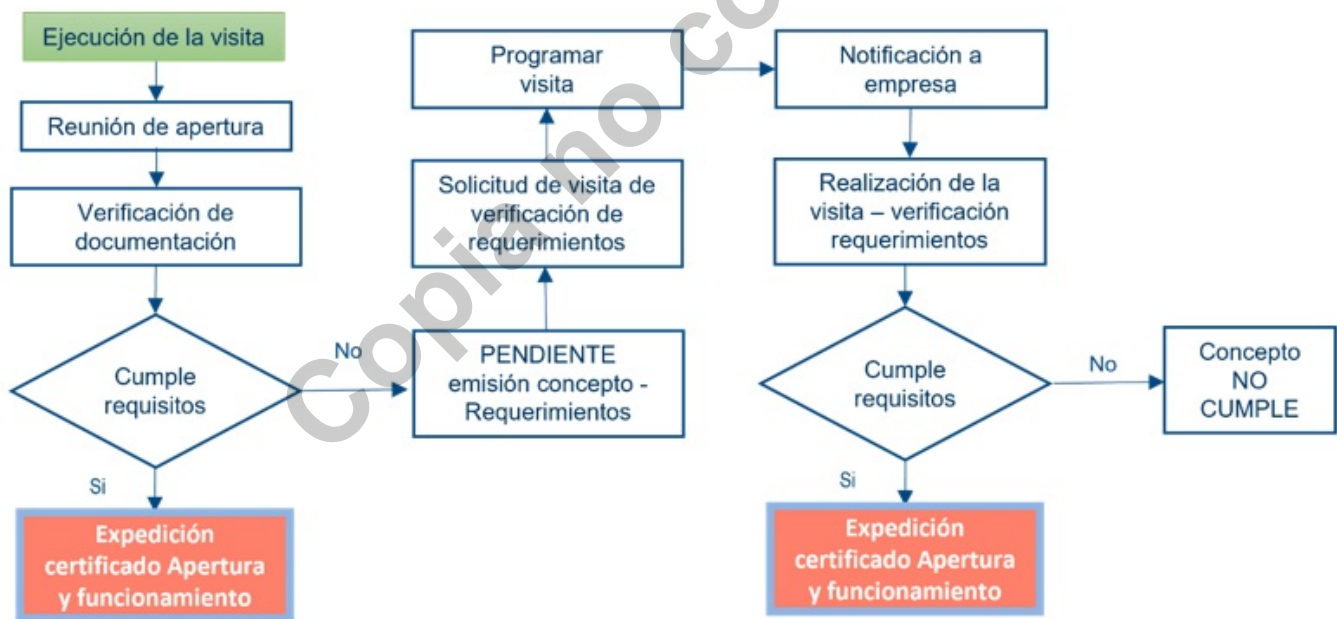 Ejecución de la visita
Reunión de apertura
Verificación de
documentación
Cumple
requisitos
No
Si
Expedición
certificado Apertura
y funcionamiento
PENDIENTE
emisión concepto -
Requerimientos
Solicitud de visita de
verificación de
requerimientos
Programar
visita
Notificación a
empresa
Realización de la
visita – verificación
requerimientos
Cumple
requisitos
No
Concepto
NO
CUMPLE
Si
Expedición
certificado Apertura
y funcionamiento
Copia no